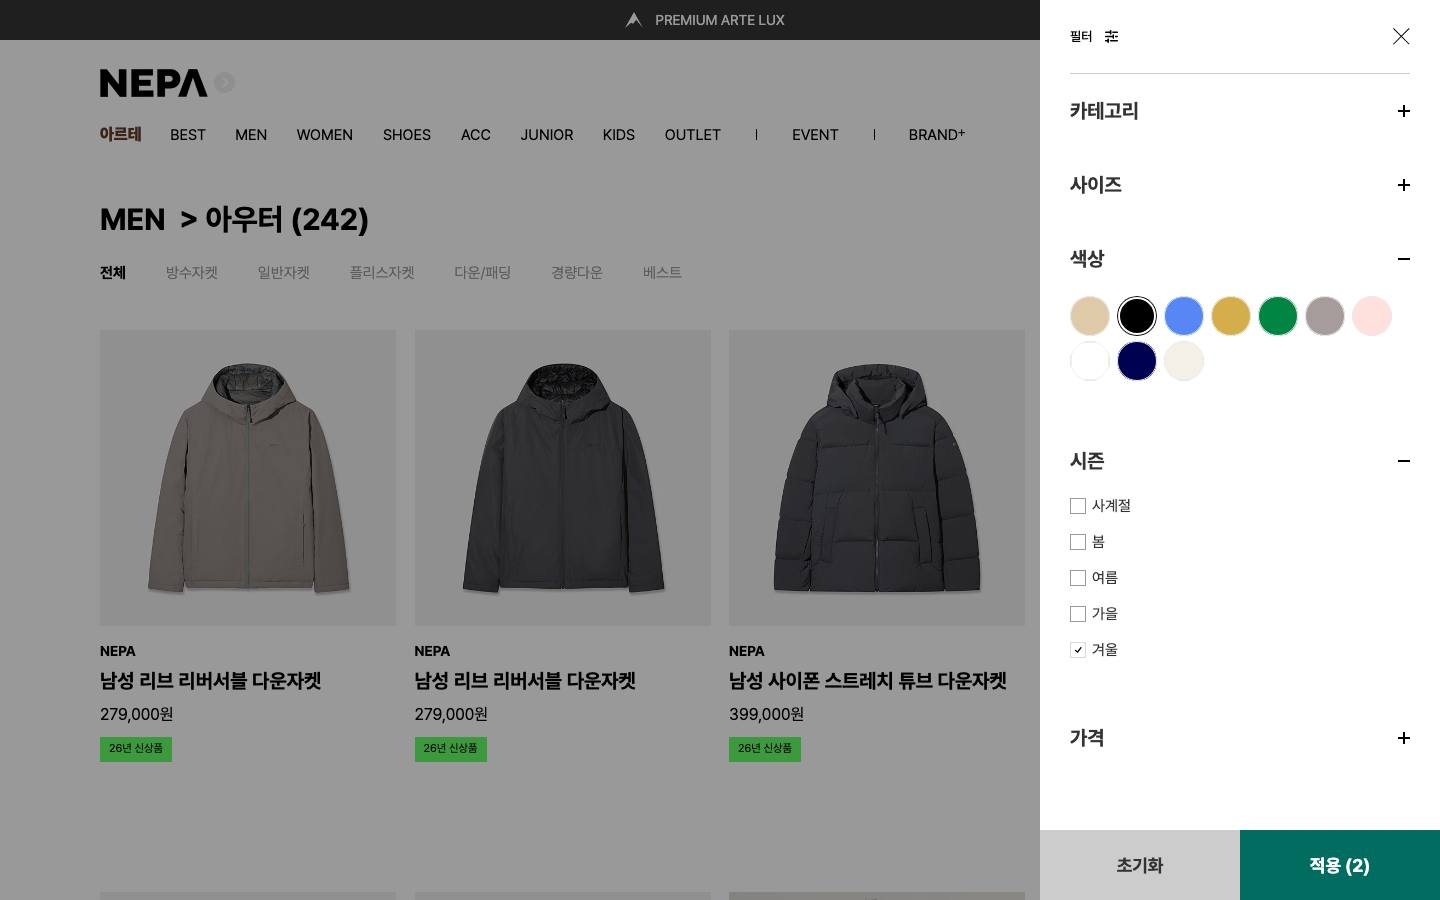 PREMIUM ARTE LUX
NEPA
아르테 BEST MEN WOMEN SHOES ACC JUNIOR KIDS OUTLET | EVENT | BRAND+
MEN > 아우터 (242)
전체 방수자켓 일반자켓 플리스자켓 다운/패딩 경량다운 베스트
NEPA
남성 리브 리버서블 다운자켓
279,000원
26년 신상품
NEPA
남성 리브 리버서블 다운자켓
279,000원
26년 신상품
NEPA
남성 사이폰 스트레치 튜브 다운자켓
399,000원
26년 신상품
필터
카테고리
사이즈
색상
시즌
사계절
봄
여름
가을
겨울
가격
초기화
적용 (2)